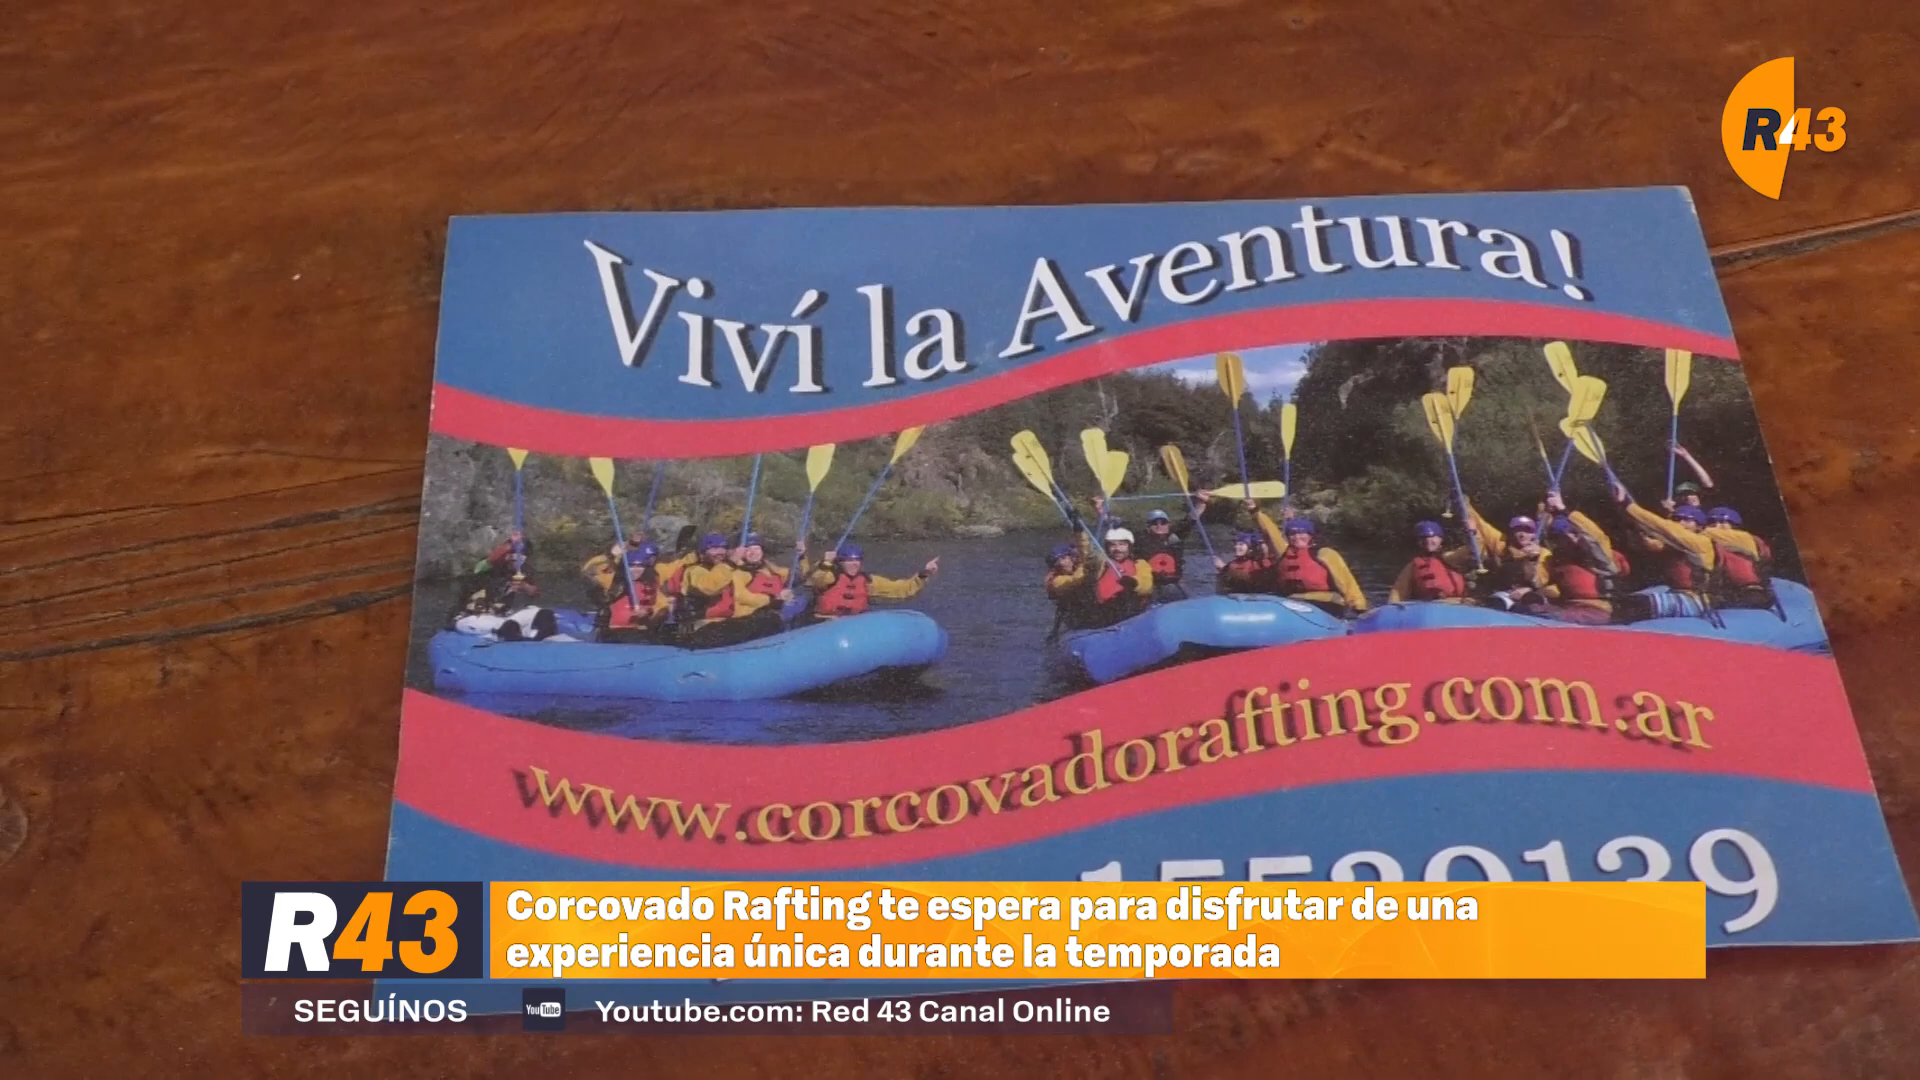 R43
Viví la Aventura!
www.corcovadorafting.com.ar
R43
Corcovado Rafting te espera para disfrutar de una
experiencia única durante la temporada
SEGUÍNOS
YouTube
Youtube.com: Red 43 Canal Online